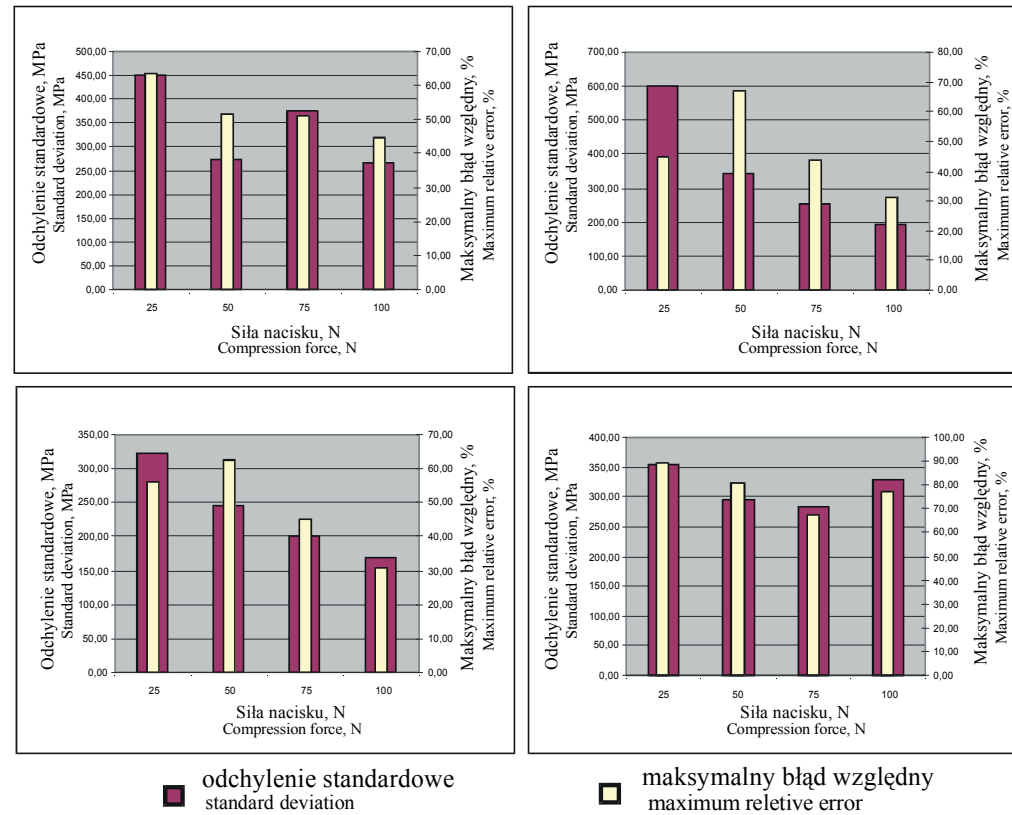 Odchylenie standardowe, MPa
Standard deviation, MPa
500,00
450,00
400,00
350,00
300,00
250,00
200,00
150,00
100,00
50,00
0,00
70,00
60,00
50,00
40,00
30,00
20,00
10,00
0,00
Maksymalny błąd względny, %
Maximum relative error, %
25 50 75 100
Siła nacisku, N
Compression force, N
Odchylenie standardowe, MPa
Standard deviation, MPa
700,00
600,00
500,00
400,00
300,00
200,00
100,00
0,00
80,00
70,00
60,00
50,00
40,00
30,00
20,00
10,00
0,00
Maksymalny błąd względny, %
Maximum relative error, %
25 50 75 100
Siła nacisku, N
Compression force, N
Odchylenie standardowe, MPa
Standard deviation, MPa
350,00
300,00
250,00
200,00
150,00
100,00
50,00
0,00
70,00
60,00
50,00
40,00
30,00
20,00
10,00
0,00
Maksymalny błąd względny, %
Maximum relative error, %
25 50 75 100
Siła nacisku, N
Compression force, N
Odchylenie standardowe, MPa
Standard deviation, MPa
400,00
350,00
300,00
250,00
200,00
150,00
100,00
50,00
0,00
100,00
90,00
80,00
70,00
60,00
50,00
40,00
30,00
20,00
10,00
0,00
Maksymalny błąd względny, %
Maximum relative error, %
25 50 75 100
Siła nacisku, N
Compression force, N
odchylenie standardowe
standard deviation
maksymalny błąd względny
maximum reletive error